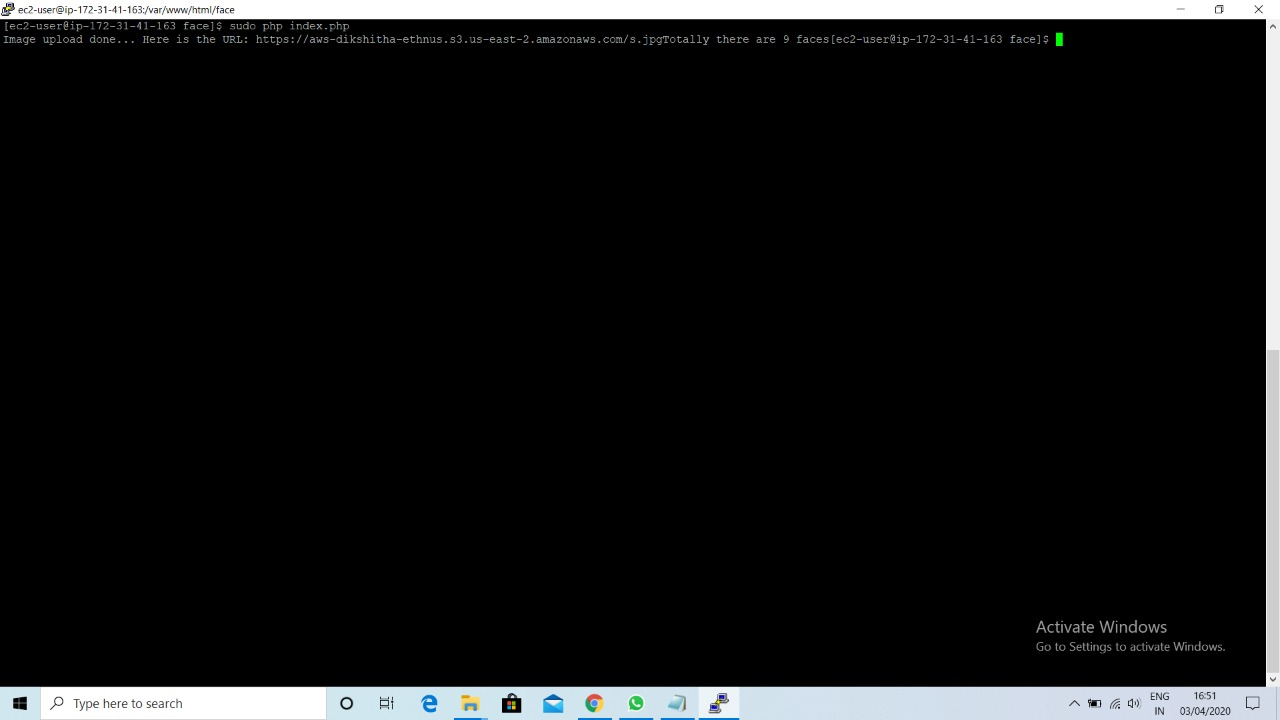 ec2-user@ip-172-31-41-163:/var/www/html/face
[ec2-user@ip-172-31-41-163 face]$ sudo php index.php
Image upload done... Here is the URL: https://aws-dikshitha-ethnus.s3.us-east-2.amazonaws.com/s.jpgTotally there are 9 faces[ec2-user@ip-172-31-41-163 face]$
Activate Windows
Go to Settings to activate Windows.
Type here to search
ENG
IN
16:51
03/04/2020